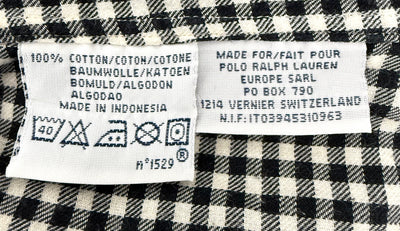 100% COTTON/COTON/COTONE
BAUMWOLLE/KATOEN
BOMULD/ALGODON
ALGODAO
MADE IN INDONESIA
40
n°1529 ®
MADE FOR/FAIT POUR
POLO RALPH LAUREN
EUROPE SARL
PO BOX 790
1214 VERNIER SWITZERLAND
N.I.F: IT03945310963